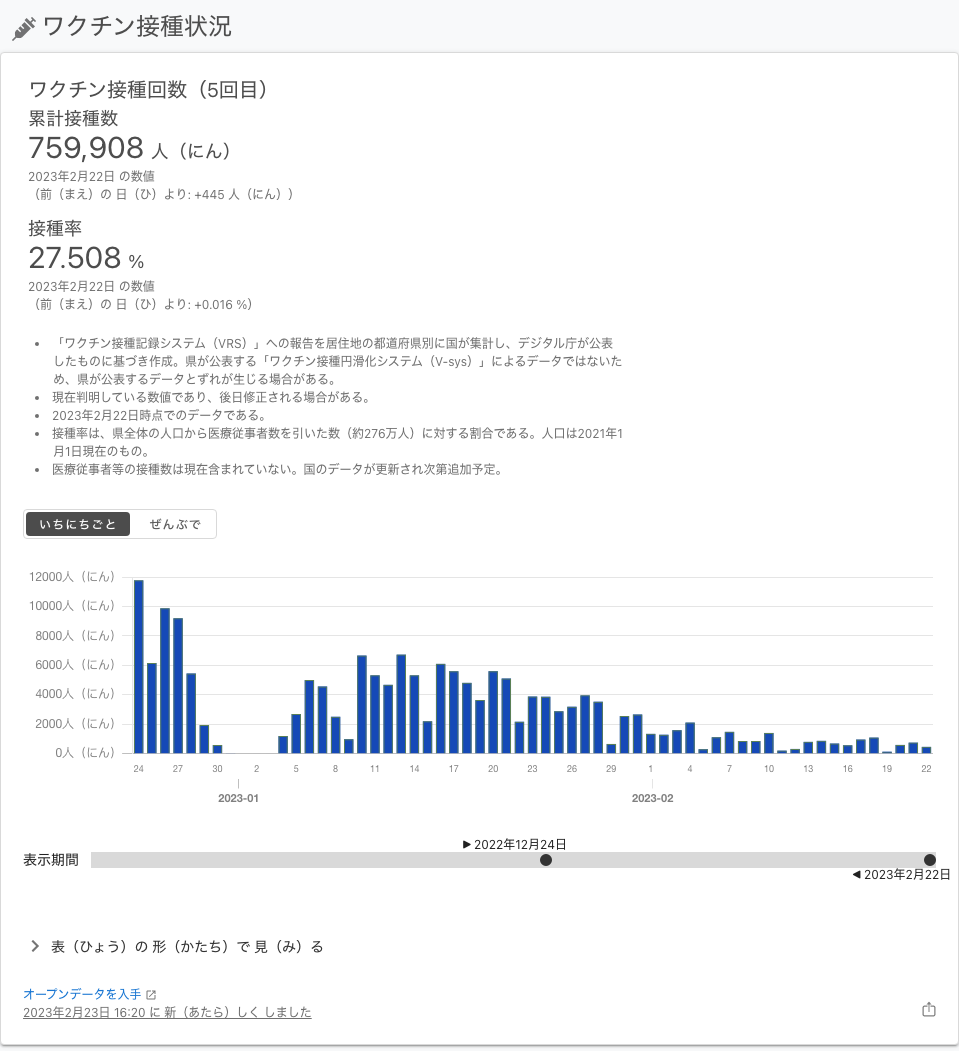 ワクチン接種状況
ワクチン接種回数（5回目）
累計接種数
759,908 人（にん）
2023年2月22日 の数値
（前（まえ）の 日（ひ）より: +445 人（にん））
接種率
27.508 %
2023年2月22日 の数値
（前（まえ）の 日（ひ）より: +0.016 %）
• 「ワクチン接種記録システム（VRS）」への報告を居住地の都道府県別に国が集計し、デジタル庁が公表
したものに基づき作成。県が公表する「ワクチン接種円滑化システム（V-sys）」によるデータではないた
め、県が公表するデータとずれが生じる場合がある。
• 現在判明している数値であり、後日修正される場合がある。
• 2023年2月22日時点でのデータである。
• 接種率は、県全体の人口から医療従事者数を引いた数（約276万人）に対する割合である。人口は2021年1
月1日現在のもの。
• 医療従事者等の接種数は現在含まれていない。国のデータが更新され次第追加予定。
いちにちごと ぜんぶで
12000人（にん）
10000人（にん）
8000人（にん）
6000人（にん）
4000人（にん）
2000人（にん）
0人（にん）
24 27 30 2 5 8 11 14 17 20 23 26 29 1 4 7 10 13 16 19 22
2023-01 2023-02
▶ 2022年12月24日
表示期間
◀ 2023年2月22日
表（ひょう）の 形（かたち）で 見（み）る
オープンデータを入手
2023年2月23日 16:20 に 新（あたら）しく しました